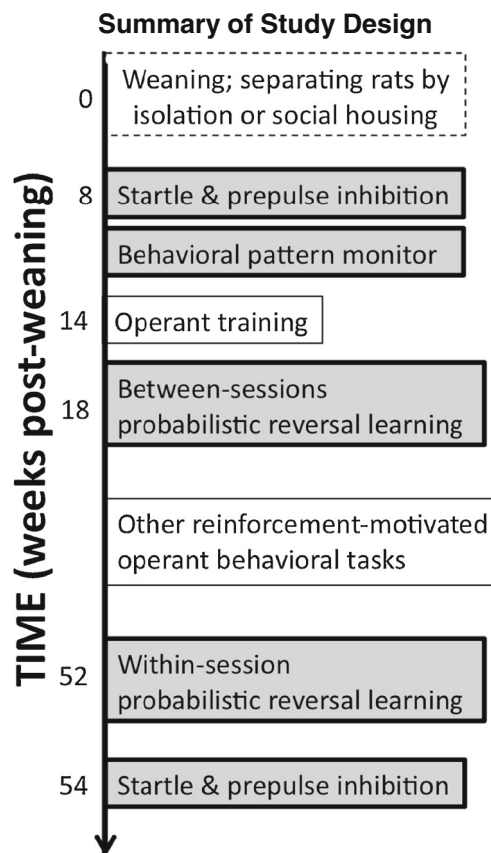 Summary of Study Design
TIME (weeks post-weaning)
0
Weaning; separating rats by
isolation or social housing
8
Startle & prepulse inhibition
Behavioral pattern monitor
14
Operant training
18
Between-sessions
probabilistic reversal learning
Other reinforcement-motivated
operant behavioral tasks
52
Within-session
probabilistic reversal learning
54
Startle & prepulse inhibition